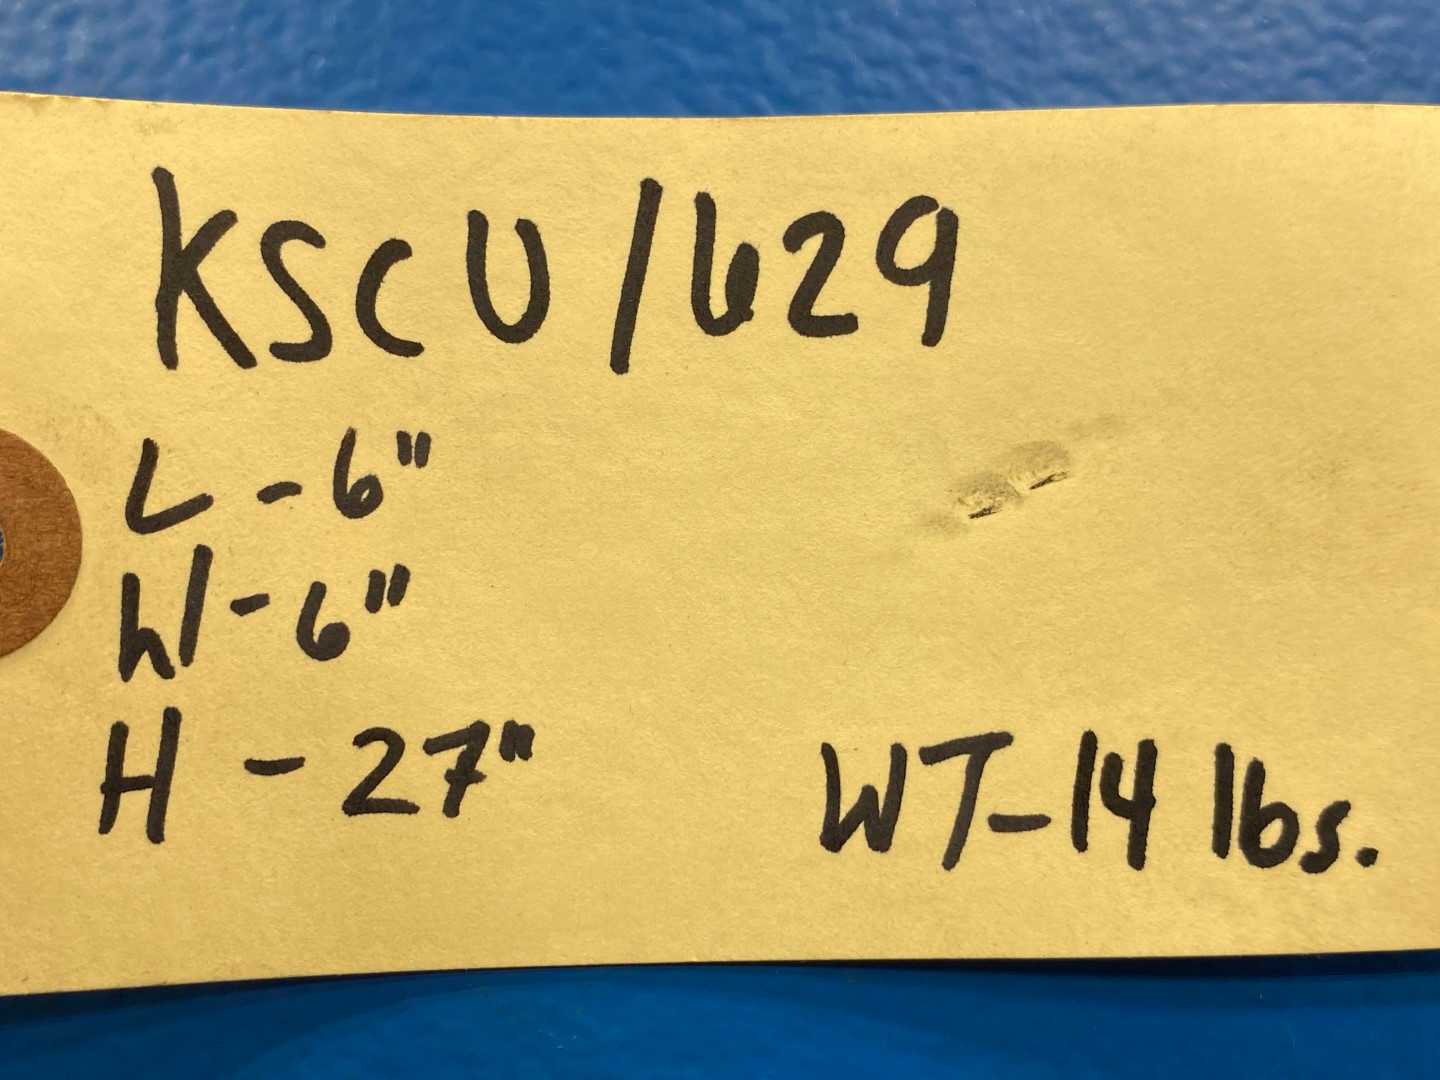 KSCU/629
L - 6"
W - 6"
H - 27"
WT - 14 lbs.